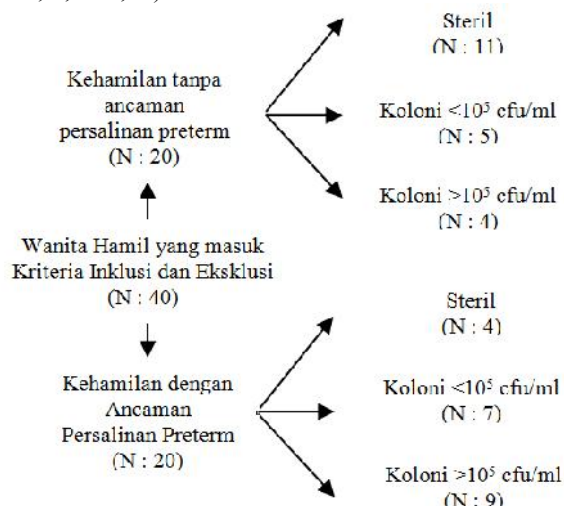 Steril
(N : 11)
Kehamilan tanpa
ancaman
persalinan preterm
(N : 20)
Koloni <10⁵ cfu/ml
(N : 5)
Koloni >10⁵ cfu/ml
(N : 4)
Wanita Hamil yang masuk
Kriteria Inklusi dan Eksklusi
(N : 40)
Steril
(N : 4)
Kehamilan dengan
Ancaman
Persalinan Preterm
(N : 20)
Koloni <10⁵ cfu/ml
(N : 7)
Koloni >10⁵ cfu/ml
(N : 9)